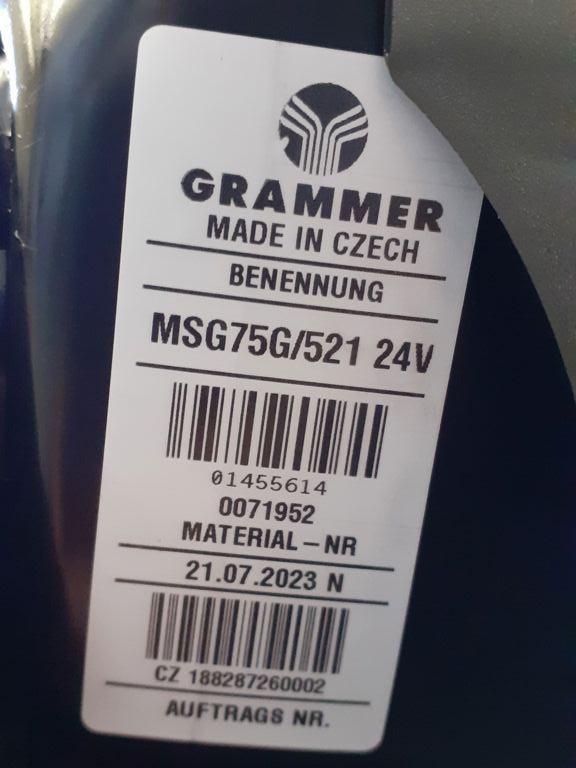 GRAMMER
MADE IN CZECH
BENENNUNG
MSG75G/521 24V
01455614
0071952
MATERIAL-NR
21.07.2023 N
CZ 188287260002
AUFTRAGS NR.